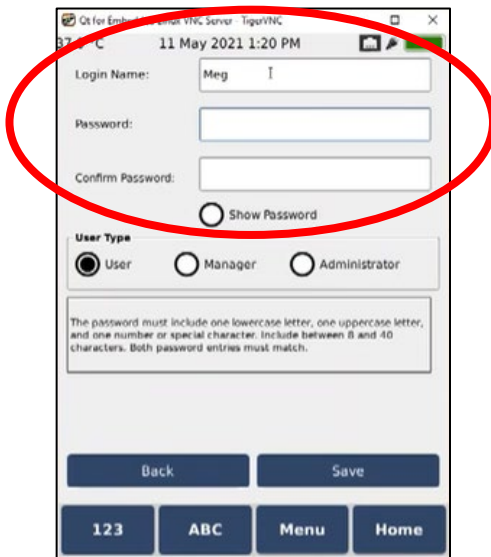 Qt for Embedded Linux VNC Server - TigerVNC
°C 11 May 2021 1:20 PM
Login Name: Meg
Password:
Confirm Password:
Show Password
User Type
User Manager Administrator
The password must include one lowercase letter, one uppercase letter,
and one number or special character. Include between 8 and 40
characters. Both password entries must match.
Back Save
123 ABC Menu Home